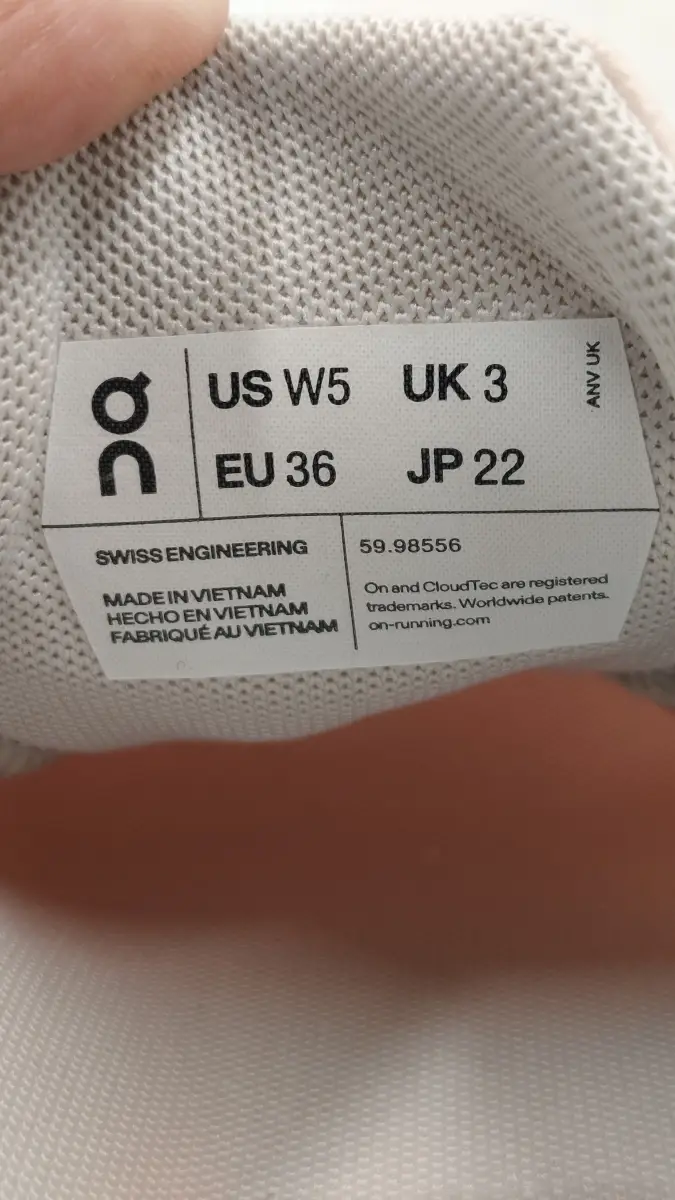 on
US W5 UK 3
EU 36 JP 22
ANV UK
SWISS ENGINEERING
MADE IN VIETNAM
HECHO EN VIETNAM
FABRIQUÉ AU VIETNAM
59.98556
On and CloudTec are registered
trademarks. Worldwide patents.
on-running.com